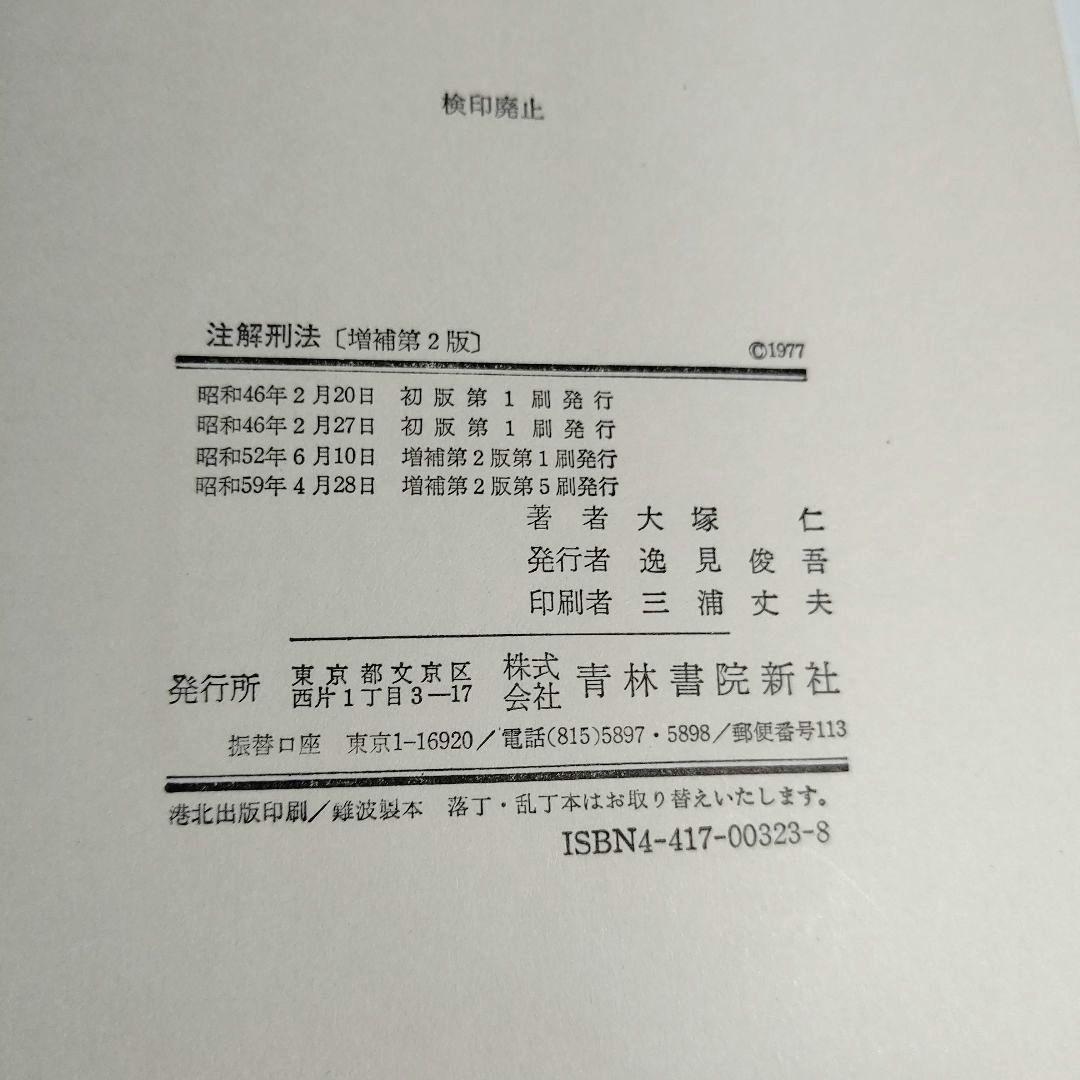 検印廃止
注解刑法〔増補第2版〕 ©1977
昭和46年2月20日 初版第1刷発行
昭和46年2月27日 初版第1刷発行
昭和52年6月10日 増補第2版第1刷発行
昭和59年4月28日 増補第2版第5刷発行
著者 大塚仁
発行者 逸見俊吾
印刷者 三浦丈夫
発行所 東京都文京区西片1丁目3―17 株式会社 青林書院新社
振替口座 東京1-16920/電話(815)5897・5898/郵便番号113
港北出版印刷/難波製本 落丁・乱丁本はお取り替えいたします。
ISBN4-417-00323-8